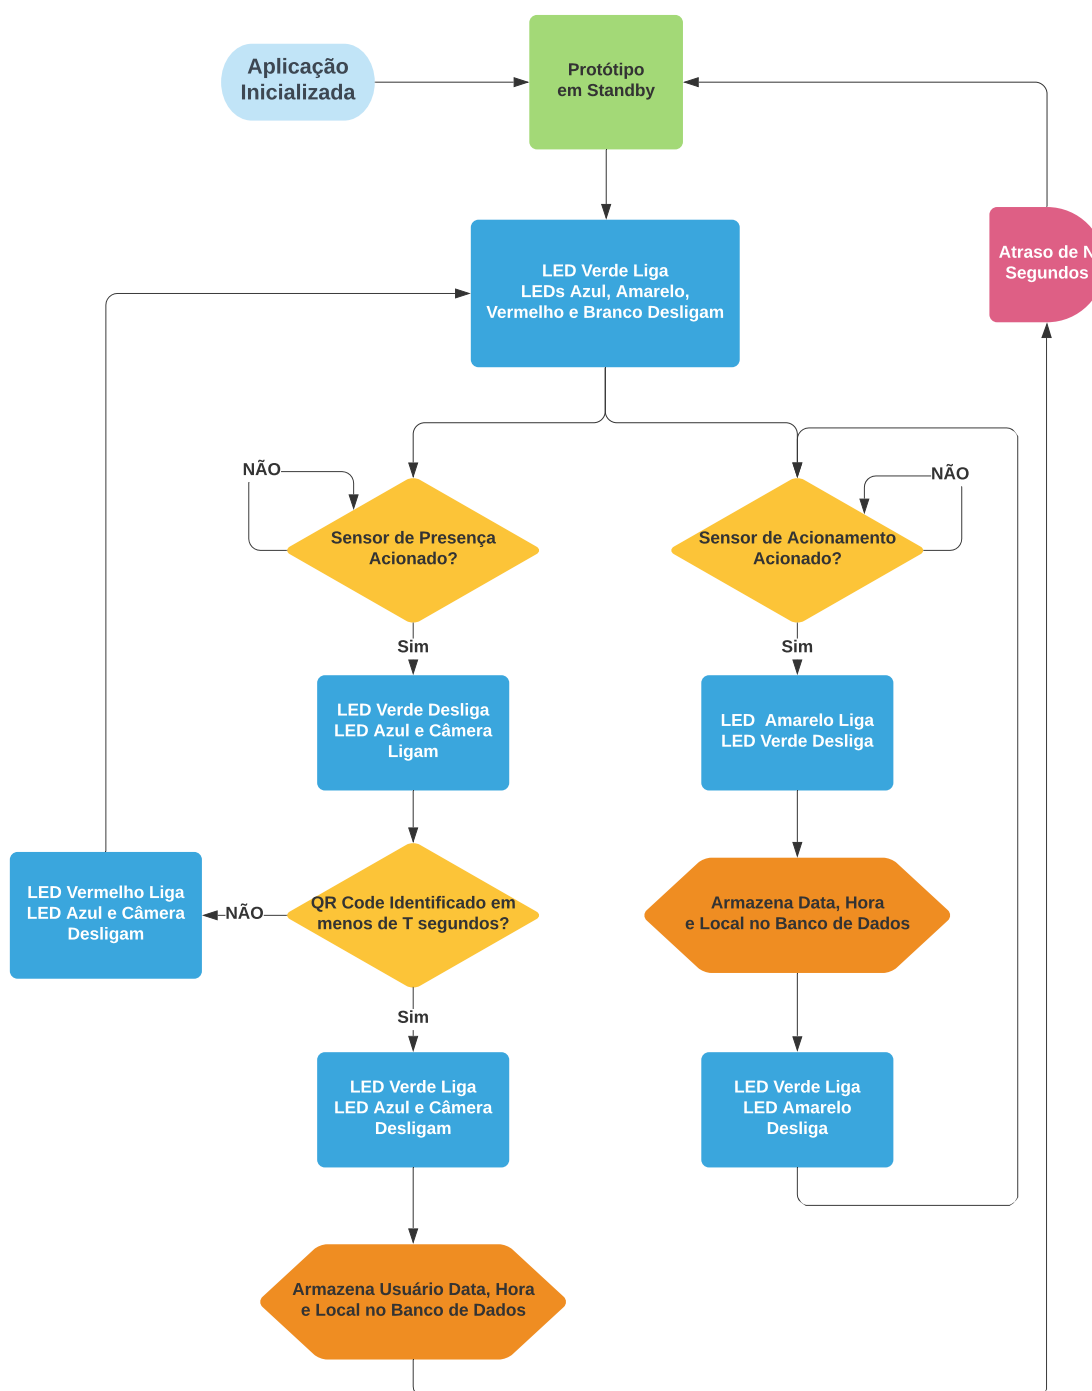 Aplicação
Inicializada
Protótipo
em Standby
Atraso de N
Segundos
LED Verde Liga
LEDs Azul, Amarelo,
Vermelho e Branco Desligam
NÃO
NÃO
Sensor de Presença
Acionado?
Sensor de Acionamento
Acionado?
Sim
Sim
LED Verde Desliga
LED Azul e Câmera
Ligam
LED  Amarelo Liga
LED Verde Desliga
LED Vermelho Liga
LED Azul e Câmera
Desligam
NÃO
QR Code Identificado em
menos de T segundos?
Armazena Data, Hora
e Local no Banco de Dados
Sim
LED Verde Liga
LED Azul e Câmera
Desligam
LED Verde Liga
LED Amarelo
Desliga
Armazena Usuário Data, Hora
e Local no Banco de Dados